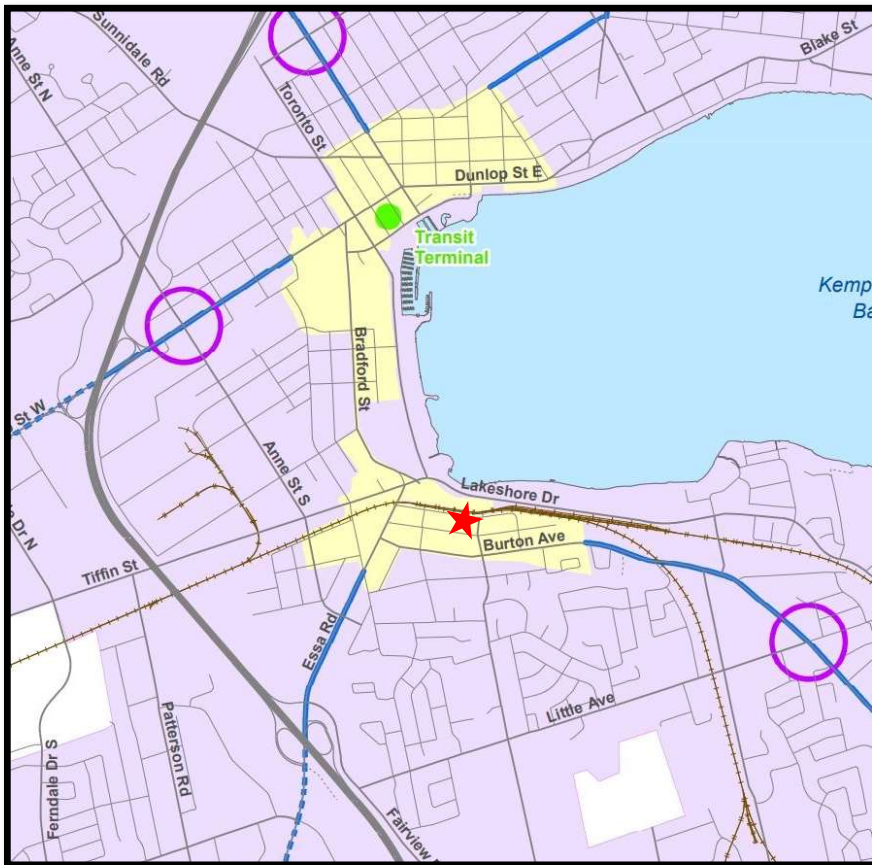 Sunnidale Rd
Blake St
Anne St N
Toronto St
Dunlop St E
Transit
Terminal
Kemp
Ba
Bradford St
St W
Anne St S
Lakeshore Dr
Burton Ave
Dr N
Tiffin St
Essa Rd
Little Ave
Patterson Rd
Ferndale Dr S
Fairview